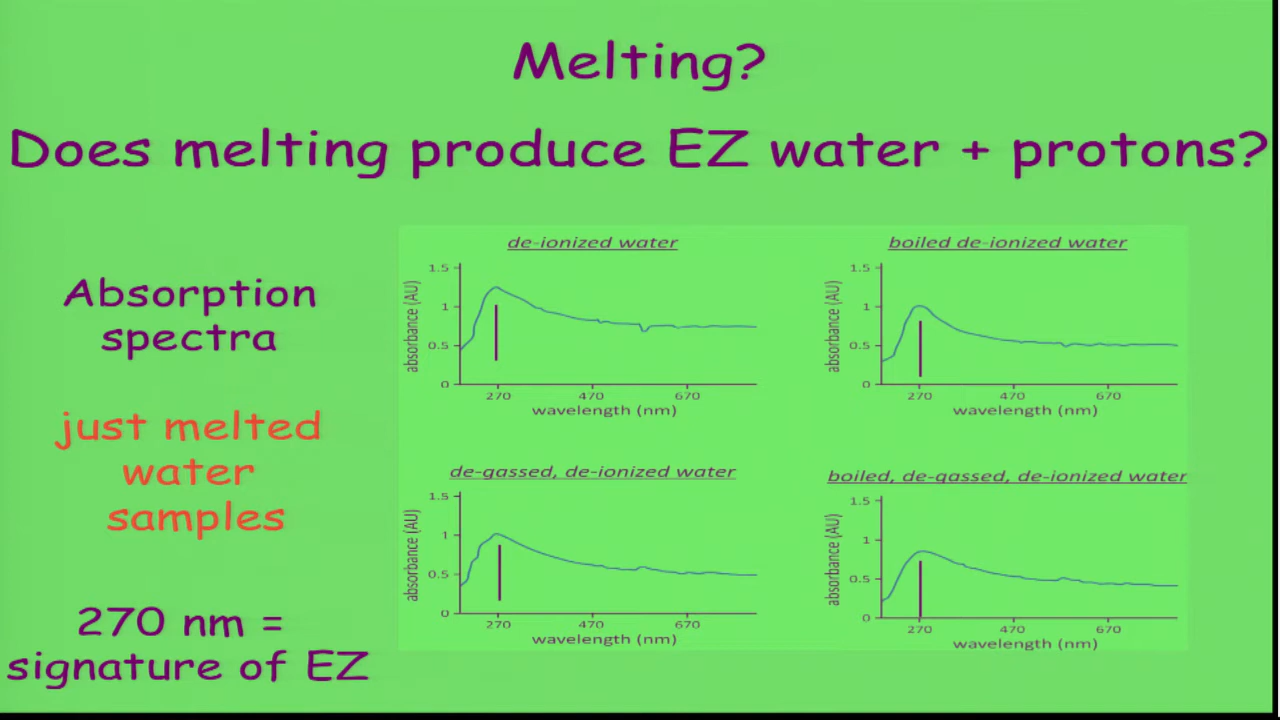 Melting?
Does melting produce EZ water + protons?
Absorption
spectra
just melted
water
samples
270 nm =
signature of EZ
de-ionized water
absorbance (AU)
1.5
1
0.5
0
270 470 670
wavelength (nm)
boiled de-ionized water
absorbance (AU)
1.5
1
0.5
0
270 470 670
wavelength (nm)
de-gassed, de-ionized water
absorbance (AU)
1.5
1
0.5
0
270 470 670
wavelength (nm)
boiled, de-gassed, de-ionized water
absorbance (AU)
1.5
1
0.5
0
270 470 670
wavelength (nm)